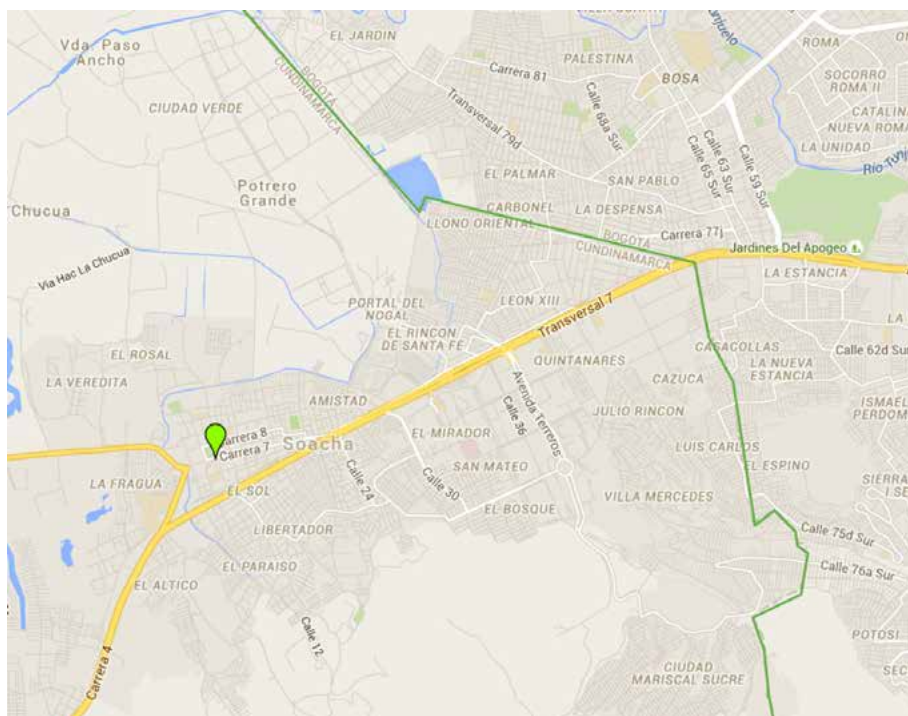 Vda. Paso
Ancho
EL JARDIN
PALESTINA
ROMA
Carrera 81
BOSA
SOCORRO
ROMA II
CIUDAD VERDE
BOGOTÁ
CUNDINAMARCA
Transversal 79d
Calle 68a Sur
Calle 63 Sur
Calle 65 Sur
Calle 59 Sur
CATALINA
NUEVA ROMA
LA UNIDAD
Potrero
Grande
EL PALMAR
SAN PABLO
Chucua
CARBONEL
LA DESPENSA
LLONO ORIENTAL
BOGOTÁ
CUNDINAMARCA
Carrera 77j
Jardines Del Apogeo
Via Hac La Chucua
LA ESTANCIA
PORTAL DEL
NOGAL
LEON XIII
Transversal 7
EL RINCON
DE SANTA FE
EL ROSAL
QUINTANARES
CASACOLLAS
Calle 62d Sur
LA NUEVA
ESTANCIA
LA VEREDITA
CAZUCA
Avenida Terreros
AMISTAD
Calle 36
JULIO RINCON
ISMAEL
PERDOM
Carrera 8
Carrera 7
Soacha
EL MIRADOR
LUIS CARLOS
SAN MATEO
EL ESPINO
LA FRAGUA
EL SOL
Calle 24
Calle 30
VILLA MERCEDES
SIERRA
LIBERTADOR
EL BOSQUE
Calle 75d Sur
EL PARAISO
Calle 76a Sur
EL ALTICO
Calle 12
POTOSI
Carrera 4
CIUDAD
MARISCAL SUCRE
SEC